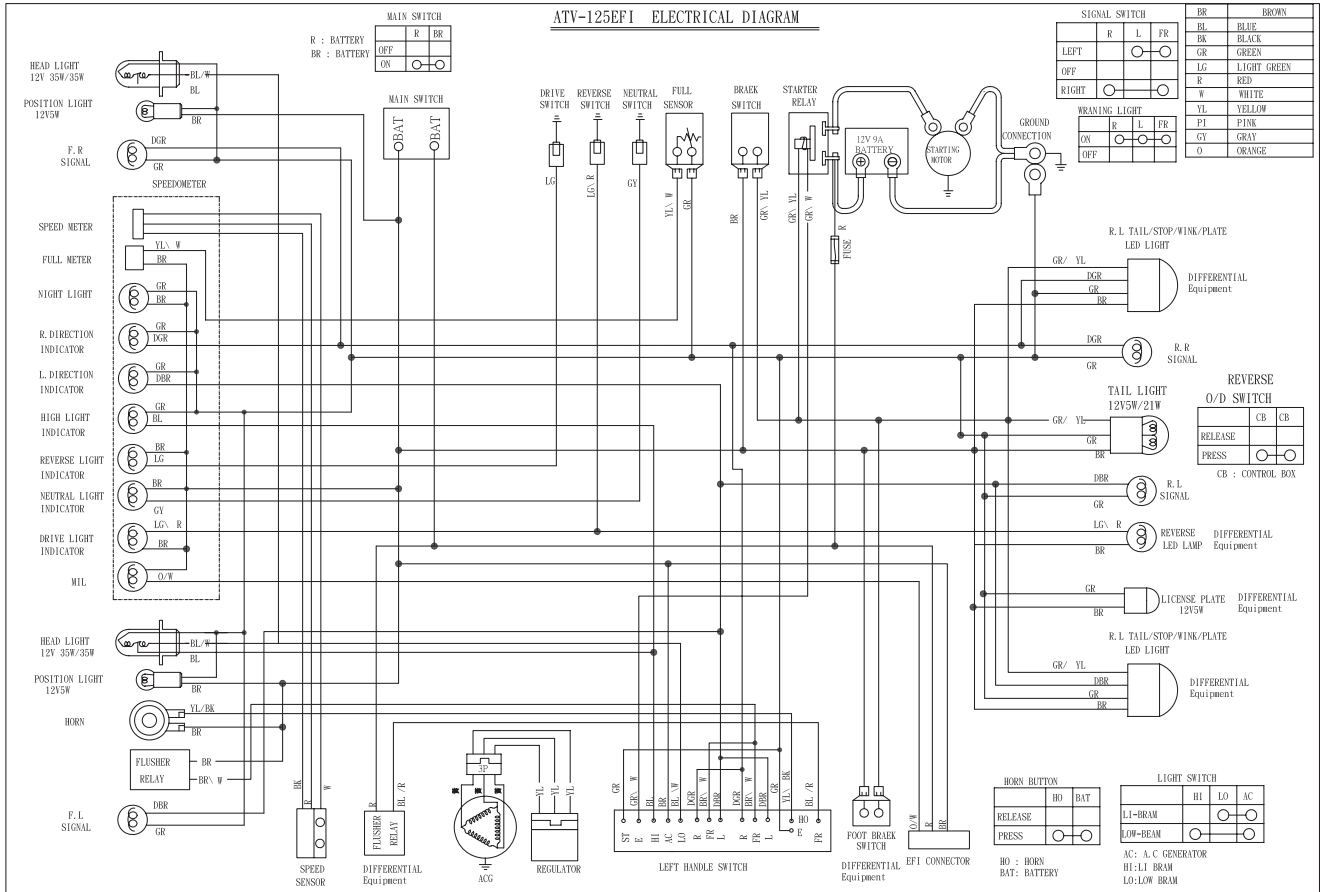 ATV-125EFI ELECTRICAL DIAGRAM
MAIN SWITCH
R BR
R : BATTERY
BR : BATTERY
OFF
ON
SIGNAL SWITCH
R L FR
LEFT
OFF
RIGHT
WRANING LIGHT
R L FR
ON
OFF
BR BROWN
BL BLUE
BK BLACK
GR GREEN
LG LIGHT GREEN
R RED
W WHITE
YL YELLOW
PI PINK
GY GRAY
O ORANGE
HEAD LIGHT
12V 35W/35W
BL/W
BL
POSITION LIGHT
12V5W
BR
F.R
SIGNAL
DGR
GR
MAIN SWITCH
BAT
BAT
DRIVE
SWITCH
LG
REVERSE
SWITCH
LG\ R
NEUTRAL
SWITCH
GY
FULL
SENSOR
YL\ W
GR
BRAEK
SWITCH
BR
GR\ YL
STARTER
RELAY
GR\ YL
GR\ W
R
FUSE
12V 9A
BATTERY
STARTING
MOTOR
GROUND
CONNECTION
SPEEDOMETER
SPEED METER
FULL METER
YL\ W
BR
NIGHT LIGHT
GR
BR
R.DIRECTION
INDICATOR
GR
DGR
L.DIRECTION
INDICATOR
GR
DBR
HIGH LIGHT
INDICATOR
GR
BL
REVERSE LIGHT
INDICATOR
BR
LG
NEUTRAL LIGHT
INDICATOR
BR
GY
DRIVE LIGHT
INDICATOR
LG\ R
BR
MIL
O/W
R.L TAIL/STOP/WINK/PLATE
LED LIGHT
GR/ YL
DGR
GR
BR
DIFFERENTIAL
Equipment
DGR
GR
R.R
SIGNAL
TAIL LIGHT
12V5W/21W
GR/ YL
GR
BR
REVERSE
O/D SWITCH
CB CB
RELEASE
PRESS
CB : CONTROL BOX
DBR
GR
R.L
SIGNAL
LG\ R
BR
REVERSE
LED LAMP
DIFFERENTIAL
Equipment
GR
BR
LICENSE PLATE
12V5W
DIFFERENTIAL
Equipment
R.L TAIL/STOP/WINK/PLATE
LED LIGHT
GR/ YL
DBR
GR
BR
DIFFERENTIAL
Equipment
HEAD LIGHT
12V 35W/35W
BL/W
BL
POSITION LIGHT
12V5W
BR
HORN
YL/BK
BR
FLUSHER
RELAY
BR
BR\ W
F.L
SIGNAL
DBR
GR
BK
R
W
SPEED
SENSOR
R
BL /R
FLUSHER
RELAY
DIFFERENTIAL
Equipment
3P
ACG
YL
YL
YL
REGULATOR
GR
GR\ W
BL
BR
BL \W
DGR
BR\ W
DBR
DGR
BR\ W
DBR
GR
YL\ BK
BL /R
ST
E
HI
AC
LO
R
FR
L
R
FR
L
HO
E
FR
LEFT HANDLE SWITCH
FOOT BRAEK
SWITCH
DIFFERENTIAL
Equipment
O/W
R
BR
EFI CONNECTOR
HORN BUTTON
HO BAT
RELEASE
PRESS
HO : HORN
BAT: BATTERY
LIGHT SWITCH
HI LO AC
LI-BRAM
LOW-BEAM
AC: A.C GENERATOR
HI:LI BRAM
LO:LOW BRAM